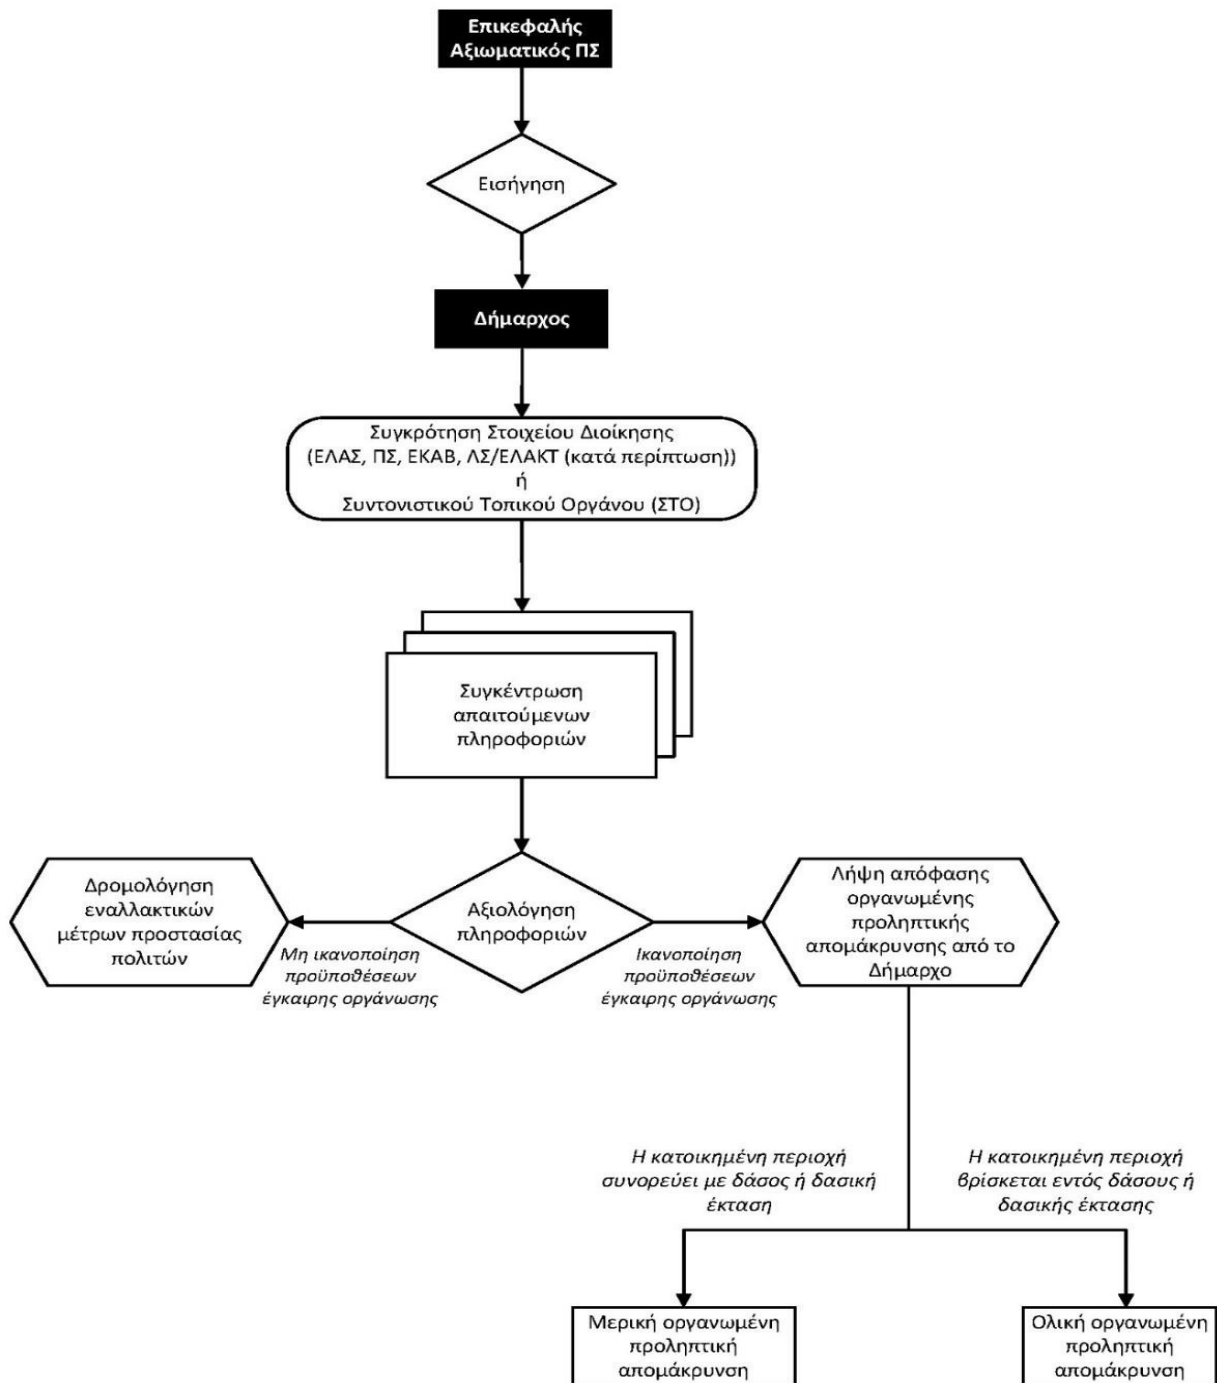 Επικεφαλής
Αξιωματικός ΠΣ
Εισήγηση
Δήμαρχος
Συγκρότηση Στοιχείου Διοίκησης
(ΕΛΑΣ, ΠΣ, ΕΚΑΒ, ΛΣ/ΕΛΑΚΤ (κατά περίπτωση))
ή
Συντονιστικού Τοπικού Οργάνου (ΣΤΟ)
Συγκέντρωση
απαιτούμενων
πληροφοριών
Δρομολόγηση
εναλλακτικών
μέτρων προστασίας
πολιτών
Αξιολόγηση
πληροφοριών
Λήψη απόφασης
οργανωμένης
προληπτικής
απομάκρυνσης από το
Δήμαρχο
Μη ικανοποίηση
προϋποθέσεων
έγκαιρης οργάνωσης
Ικανοποίηση
προϋποθέσεων
έγκαιρης οργάνωσης
Η κατοικημένη περιοχή
συνορεύει με δάσος ή δασική
έκταση
Η κατοικημένη περιοχή
βρίσκεται εντός δάσους ή
δασικής έκτασης
Μερική οργανωμένη
προληπτική
απομάκρυνση
Ολική οργανωμένη
προληπτική
απομάκρυνση